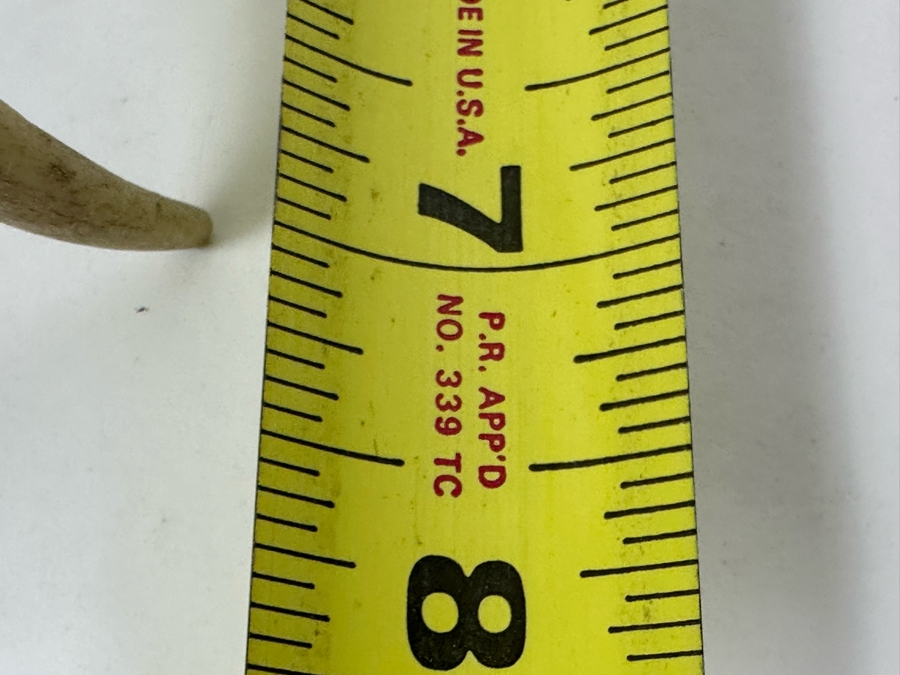 DE IN U.S.A.
7
P.R. APP'D
NO. 339 TC
8